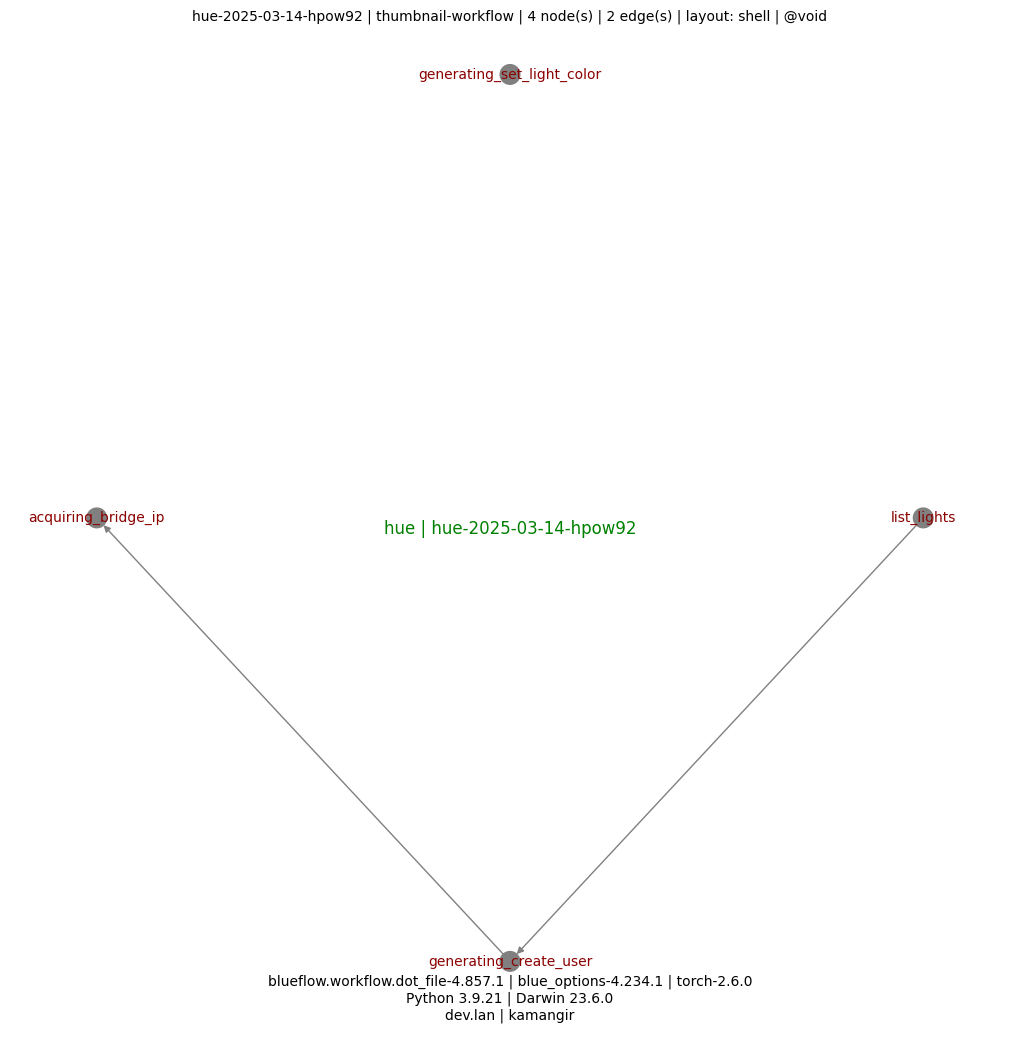 hue-2025-03-14-hpow92 | thumbnail-workflow | 4 node(s) | 2 edge(s) | layout: shell | @void
generating_set_light_color
acquiring_bridge_ip
hue | hue-2025-03-14-hpow92
list_lights
generating_create_user
blueflow.workflow.dot_file-4.857.1 | blue_options-4.234.1 | torch-2.6.0
Python 3.9.21 | Darwin 23.6.0
dev.lan | kamangir